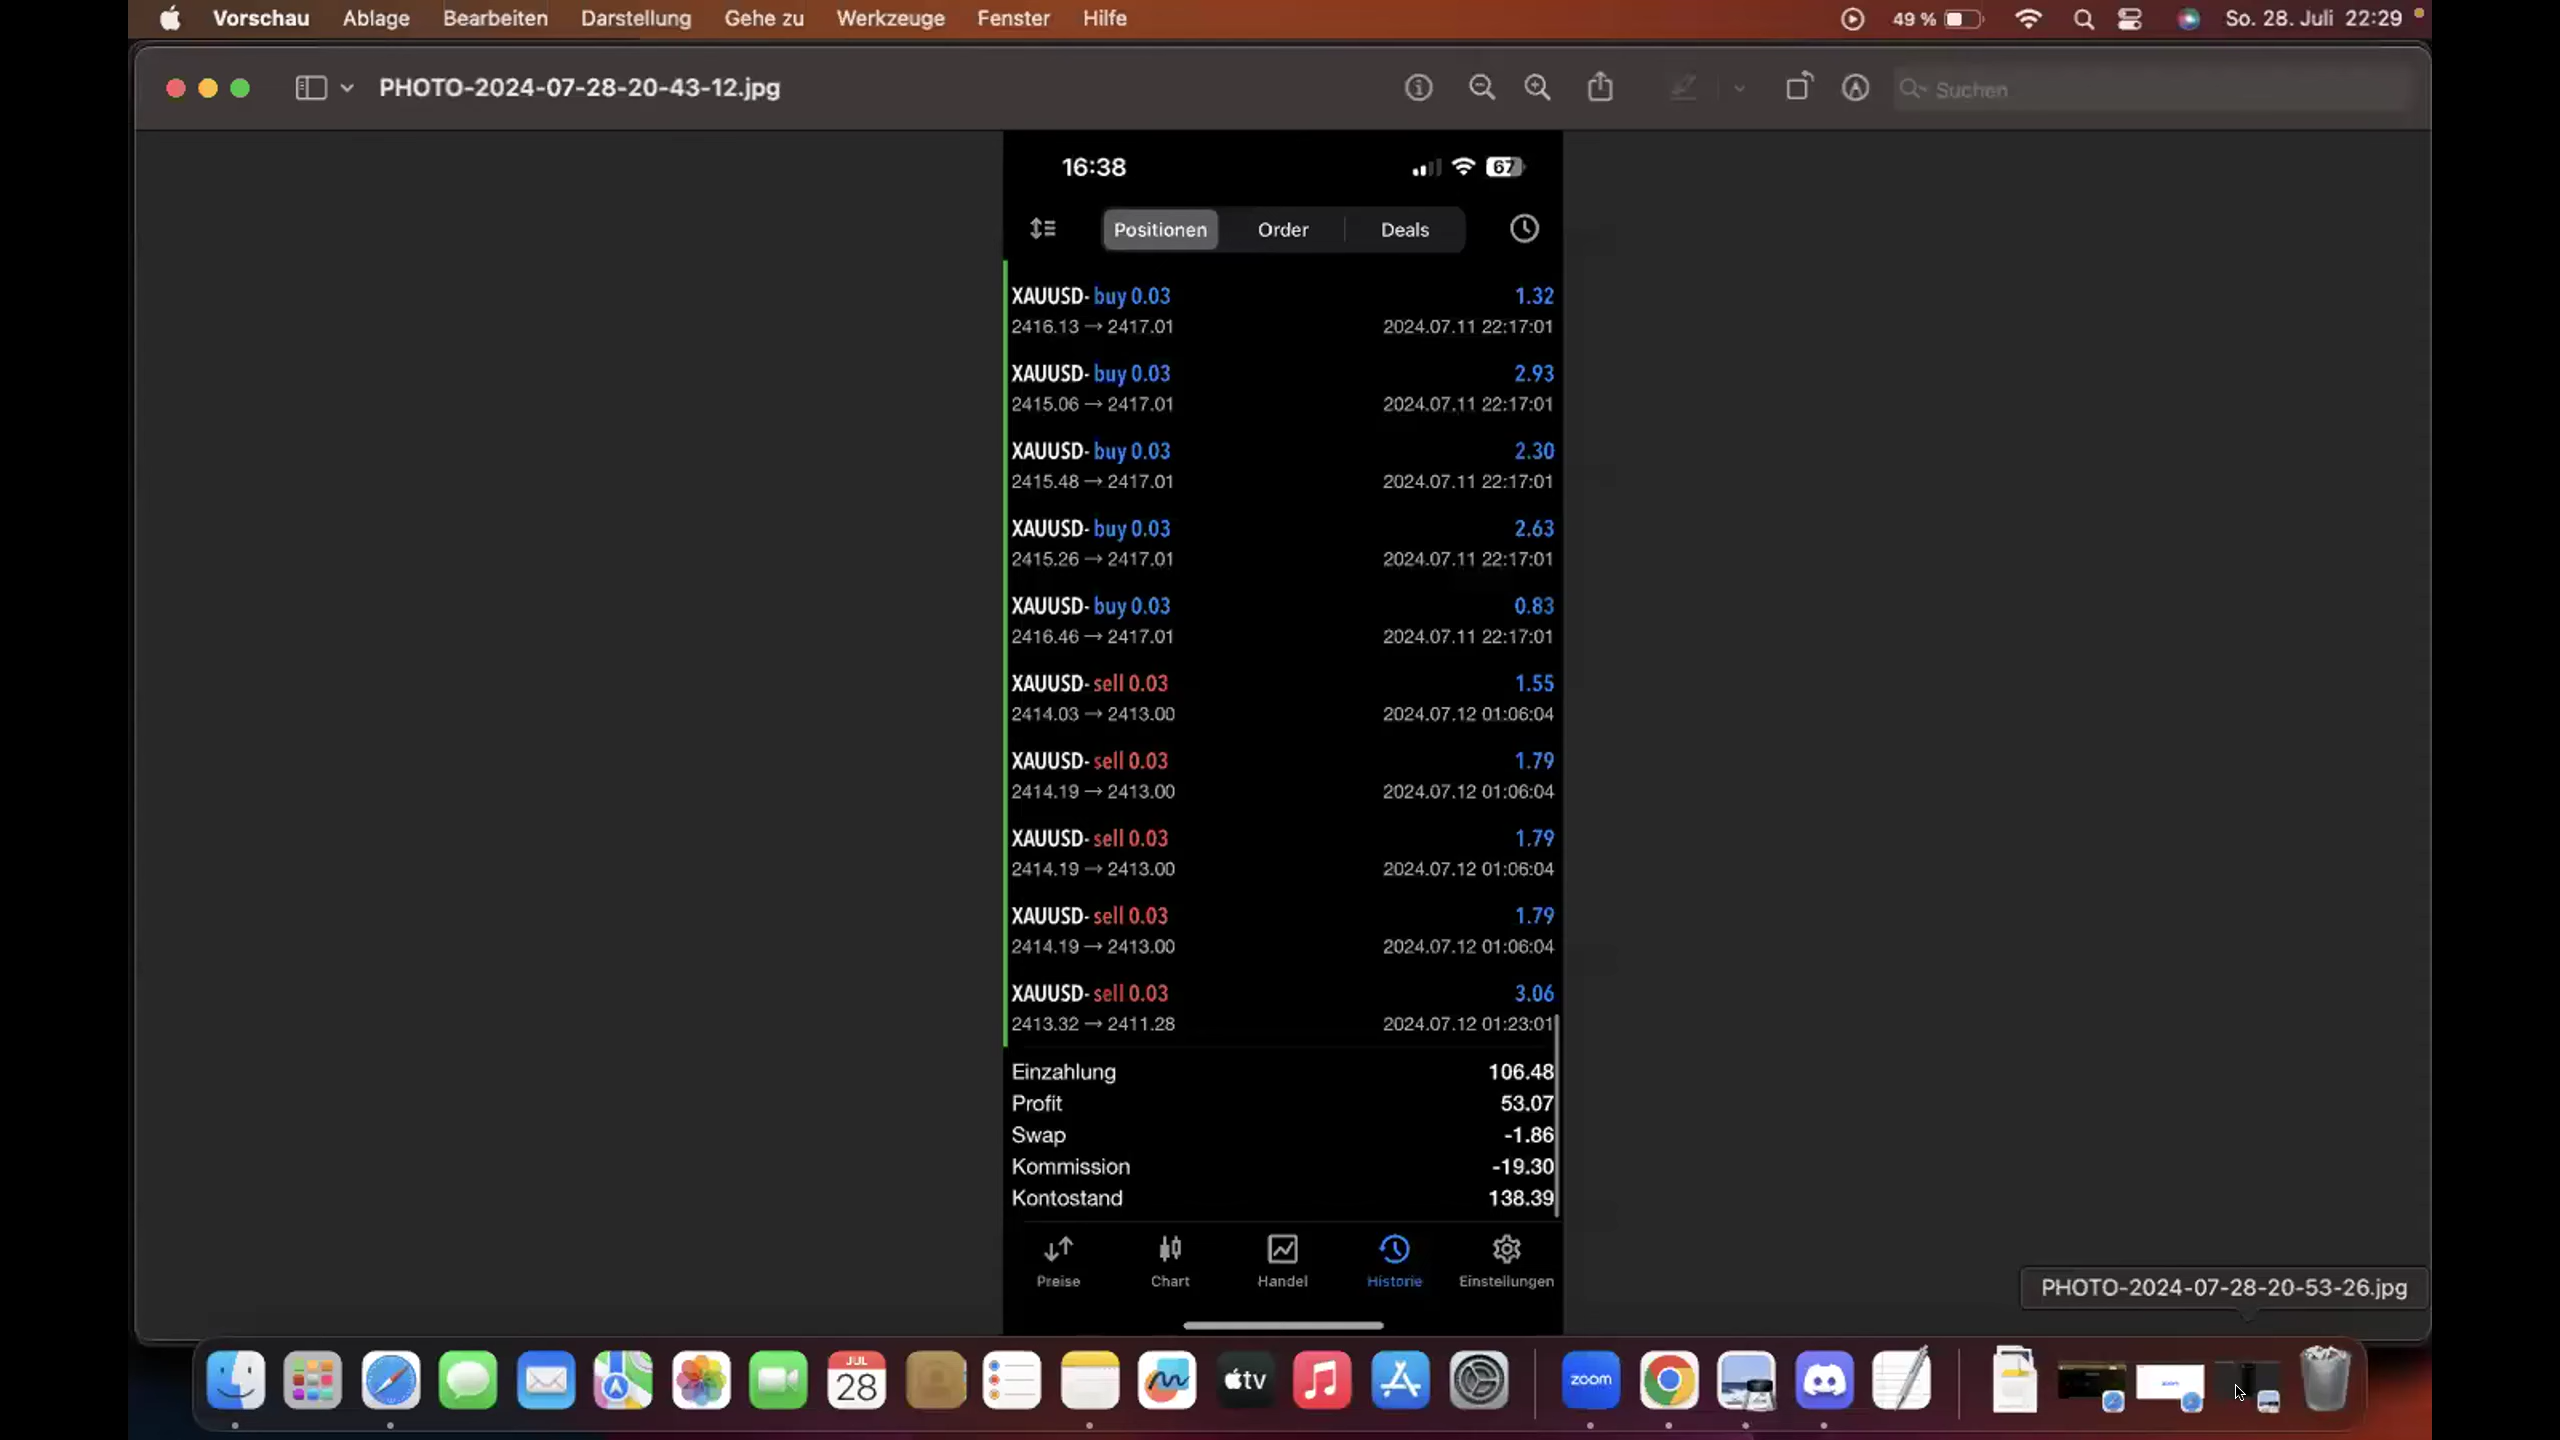 Vorschau Ablage Bearbeiten Darstellung Gehe zu Werkzeuge Fenster Hilfe 49 % So. 28. Juli 22:29
PHOTO-2024-07-28-20-43-12.jpg Suchen
16:38 67
Positionen Order Deals
XAUUSD- buy 0.03 1.32
2416.13 → 2417.01 2024.07.11 22:17:01
XAUUSD- buy 0.03 2.93
2415.06 → 2417.01 2024.07.11 22:17:01
XAUUSD- buy 0.03 2.30
2415.48 → 2417.01 2024.07.11 22:17:01
XAUUSD- buy 0.03 2.63
2415.26 → 2417.01 2024.07.11 22:17:01
XAUUSD- buy 0.03 0.83
2416.46 → 2417.01 2024.07.11 22:17:01
XAUUSD- sell 0.03 1.55
2414.03 → 2413.00 2024.07.12 01:06:04
XAUUSD- sell 0.03 1.79
2414.19 → 2413.00 2024.07.12 01:06:04
XAUUSD- sell 0.03 1.79
2414.19 → 2413.00 2024.07.12 01:06:04
XAUUSD- sell 0.03 1.79
2414.19 → 2413.00 2024.07.12 01:06:04
XAUUSD- sell 0.03 3.06
2413.32 → 2411.28 2024.07.12 01:23:01
Einzahlung 106.48
Profit 53.07
Swap -1.86
Kommission -19.30
Kontostand 138.39
Preise Chart Handel Historie Einstellungen
PHOTO-2024-07-28-20-53-26.jpg
JUL
28
tv
zoom
zoom